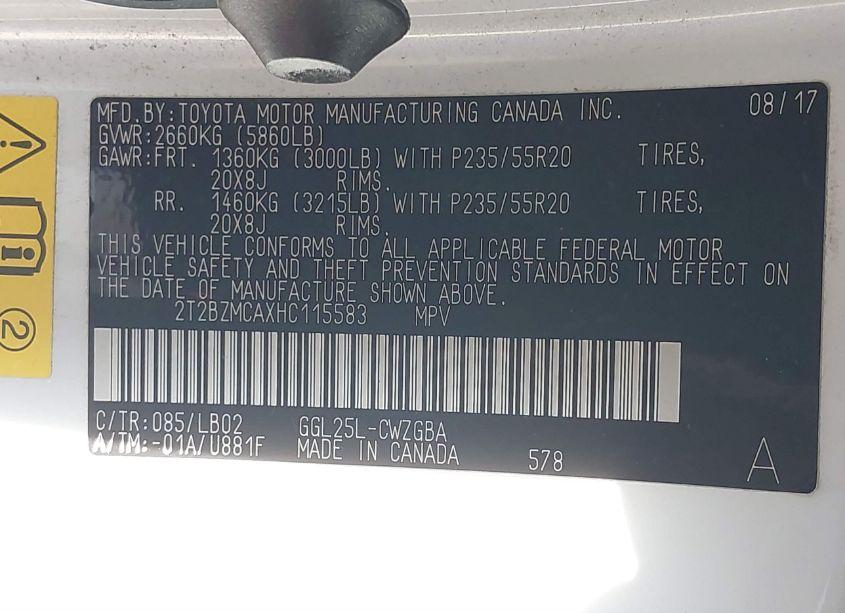 MFD.BY:TOYOTA MOTOR MANUFACTURING CANADA INC. 08/17
GVWR:2660KG (5860LB)
GAWR:FRT. 1360KG (3000LB) WITH P235/55R20 TIRES,
20X8J RIMS.
RR. 1460KG (3215LB) WITH P235/55R20 TIRES,
20X8J RIMS.
THIS VEHICLE CONFORMS TO ALL APPLICABLE FEDERAL MOTOR
VEHICLE SAFETY AND THEFT PREVENTION STANDARDS IN EFFECT ON
THE DATE OF MANUFACTURE SHOWN ABOVE.
2T2BZMCAXHC115583 MPV
C/TR:085/LB02 GGL25L-CWZGBA
A/TM:-01A/U881F MADE IN CANADA 578 A
2